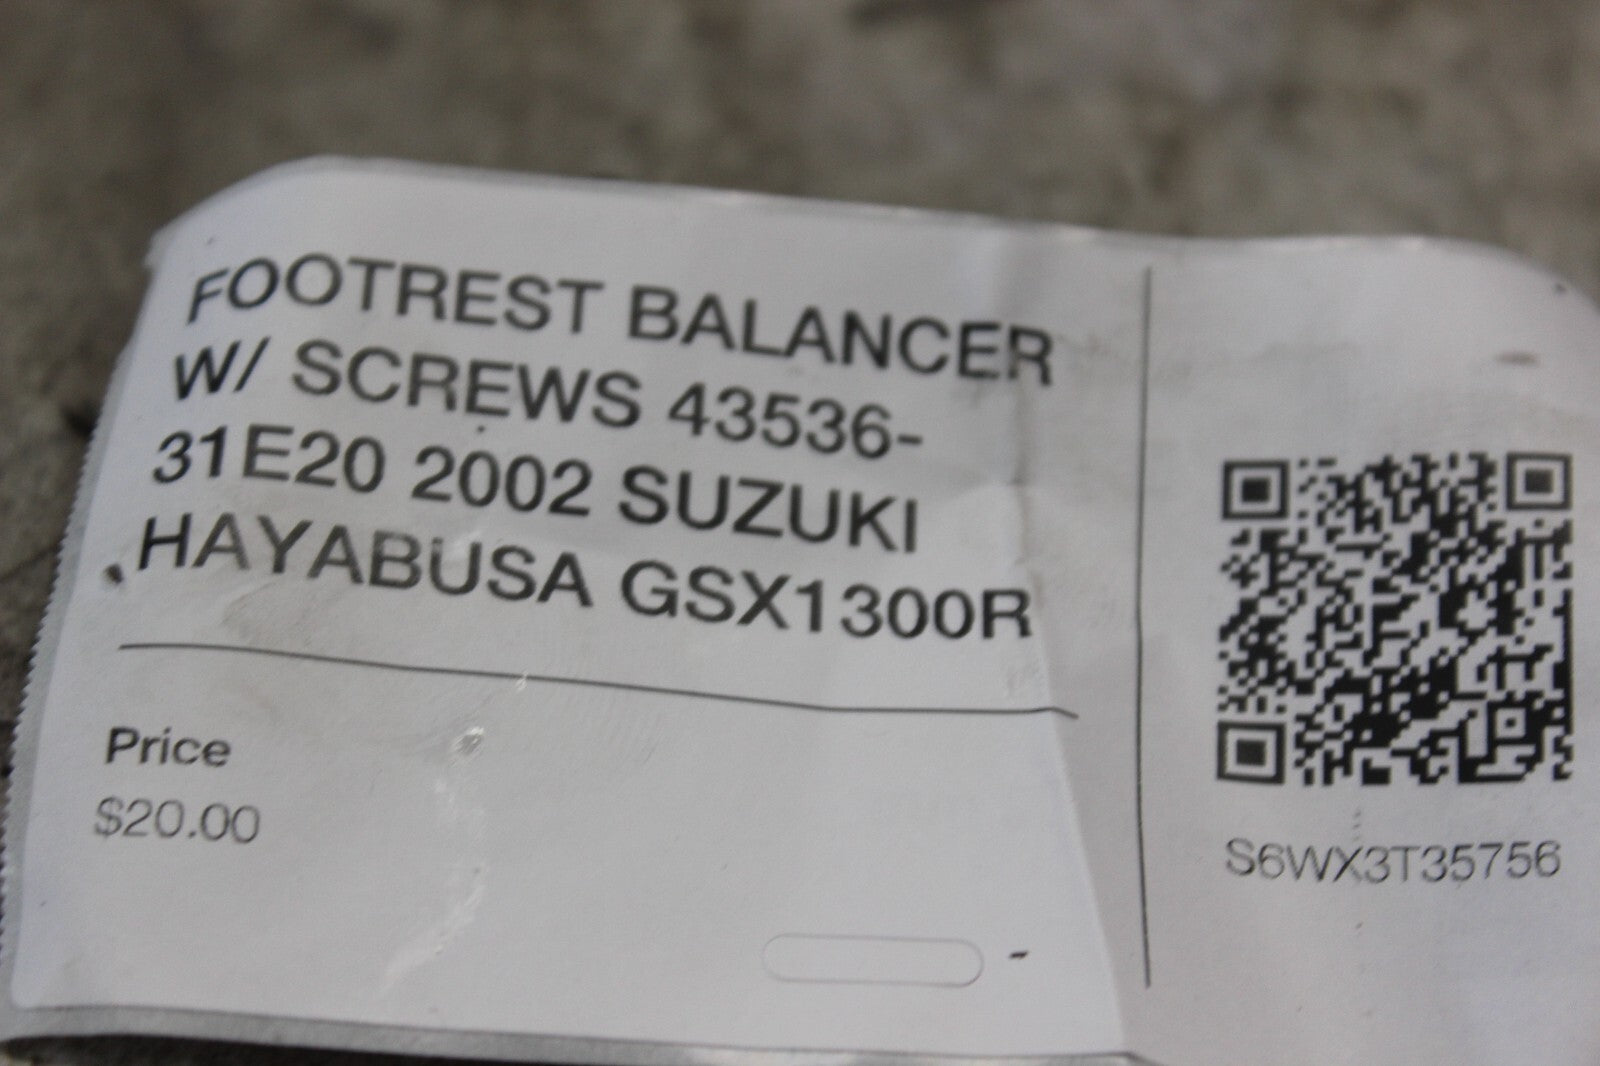 FOOTREST BALANCER
W/ SCREWS 43536-
31E20 2002 SUZUKI
HAYABUSA GSX1300R
Price
$20.00
S6WX3T35756